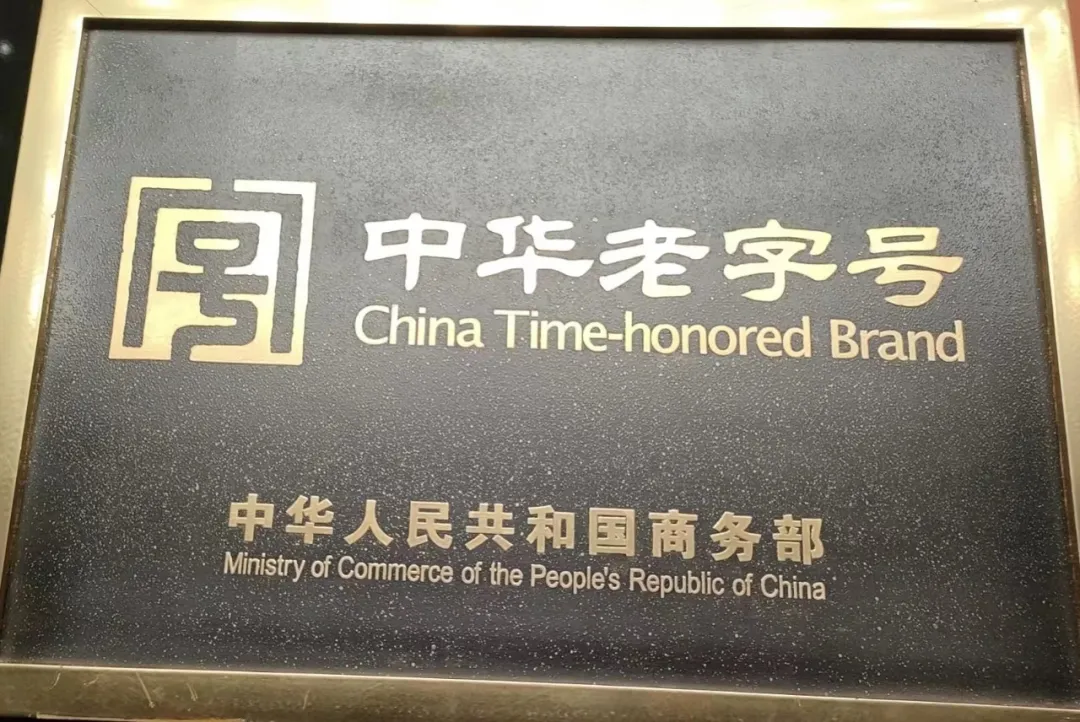 中华老字号
China Time-honored Brand
中华人民共和国商务部
Ministry of Commerce of the People's Republic of China